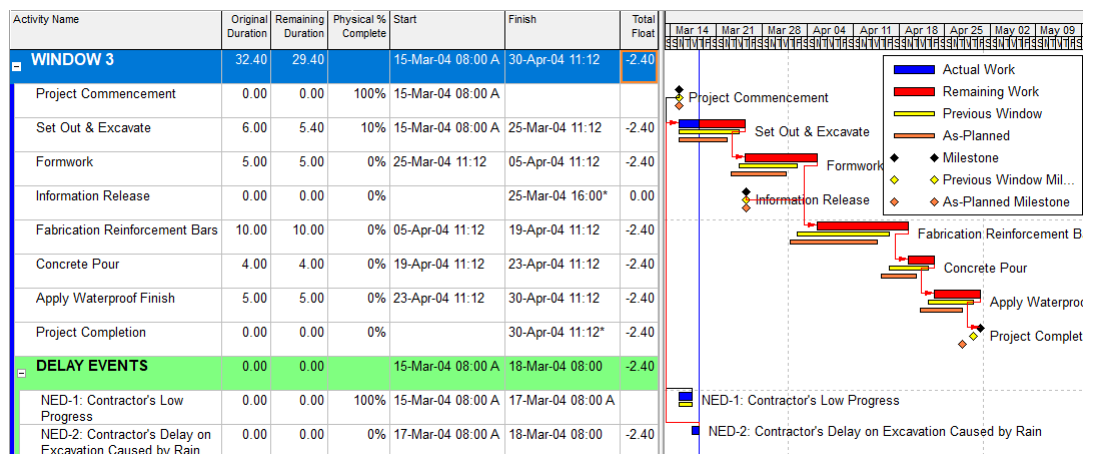 Activity Name Original Remaining Physical % Start Finish Total
Duration Duration Complete Float
Mar 14 Mar 21 Mar 28 Apr 04 Apr 11 Apr 18 Apr 25 May 02 May 09
WINDOW 3 32.40 29.40 15-Mar-04 08:00 A 30-Apr-04 11:12 -2.40
Actual Work
Remaining Work
Previous Window
As-Planned
Milestone
Previous Window Mil...
As-Planned Milestone
Project Commencement 0.00 0.00 100% 15-Mar-04 08:00 A Project Commencement
Set Out & Excavate 6.00 5.40 10% 15-Mar-04 08:00 A 25-Mar-04 11:12 -2.40 Set Out & Excavate
Formwork 5.00 5.00 0% 25-Mar-04 11:12 05-Apr-04 11:12 -2.40 Formwork
Information Release 0.00 0.00 0% 25-Mar-04 16:00* 0.00 Information Release
Fabrication Reinforcement Bars 10.00 10.00 0% 05-Apr-04 11:12 19-Apr-04 11:12 -2.40 Fabrication Reinforcement B
Concrete Pour 4.00 4.00 0% 19-Apr-04 11:12 23-Apr-04 11:12 -2.40 Concrete Pour
Apply Waterproof Finish 5.00 5.00 0% 23-Apr-04 11:12 30-Apr-04 11:12 -2.40 Apply Waterproo
Project Completion 0.00 0.00 0% 30-Apr-04 11:12* -2.40 Project Complet
DELAY EVENTS 0.00 0.00 15-Mar-04 08:00 A 18-Mar-04 08:00 -2.40
NED-1: Contractor's Low 0.00 0.00 100% 15-Mar-04 08:00 A 17-Mar-04 08:00 A NED-1: Contractor's Low Progress
Progress
NED-2: Contractor's Delay on 0.00 0.00 0% 17-Mar-04 08:00 A 18-Mar-04 08:00 -2.40 NED-2: Contractor's Delay on Excavation Caused by Rain
Excavation Caused by Rain